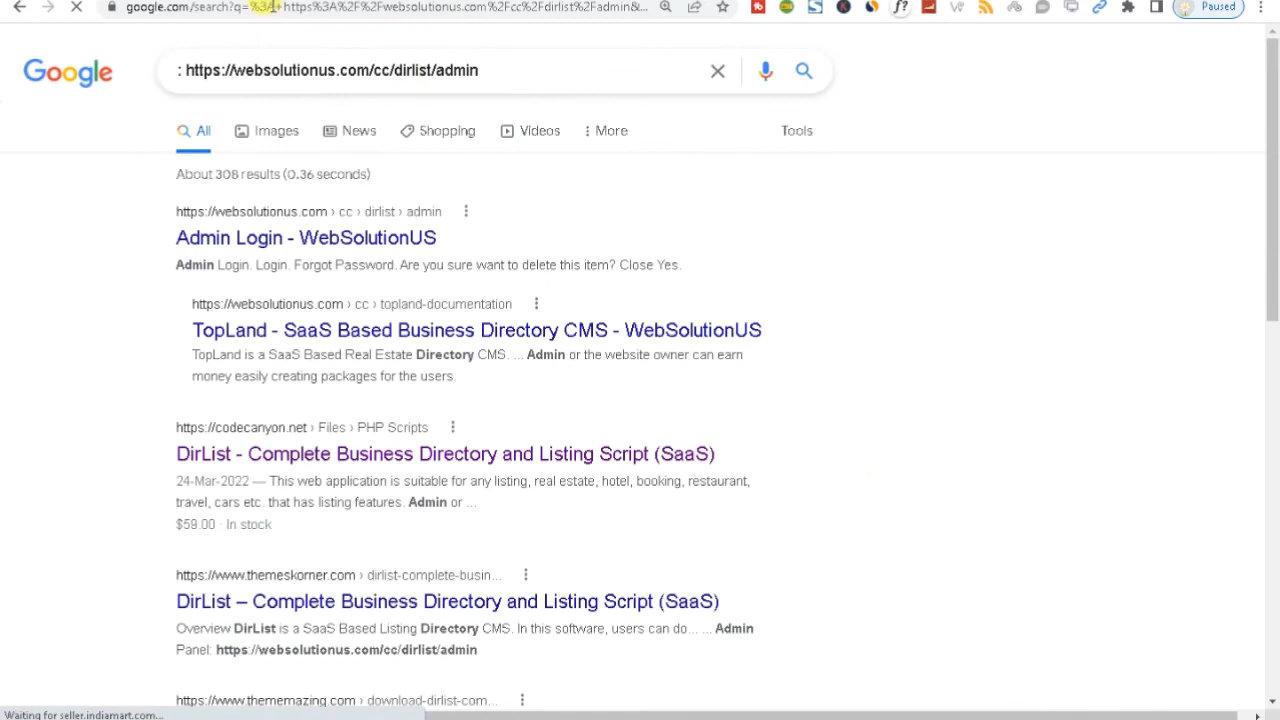 google.com/search?q=%3A+https%3A%2F%2Fwebsolutionus.com%2Fcc%2Fdirlist%2Fadmin&...
Paused
Google
: https://websolutionus.com/cc/dirlist/admin
All
Images
News
Shopping
Videos
More
Tools
About 308 results (0.36 seconds)
https://websolutionus.com › cc › dirlist › admin
Admin Login - WebSolutionUS
Admin Login. Login. Forgot Password. Are you sure want to delete this item? Close Yes.
https://websolutionus.com › cc › topland-documentation
TopLand - SaaS Based Business Directory CMS - WebSolutionUS
TopLand is a SaaS Based Real Estate Directory CMS. ... Admin or the website owner can earn
money easily creating packages for the users.
https://codecanyon.net › Files › PHP Scripts
DirList - Complete Business Directory and Listing Script (SaaS)
24-Mar-2022 — This web application is suitable for any listing, real estate, hotel, booking, restaurant,
travel, cars etc. that has listing features. Admin or ...
$59.00 · In stock
https://www.themeskorner.com › dirlist-complete-busin...
DirList – Complete Business Directory and Listing Script (SaaS)
Overview DirList is a SaaS Based Listing Directory CMS. In this software, users can do... ... Admin
Panel: https://websolutionus.com/cc/dirlist/admin
https://www.thememazing.com › download-dirlist-com...
Waiting for seller.indiamart.com...